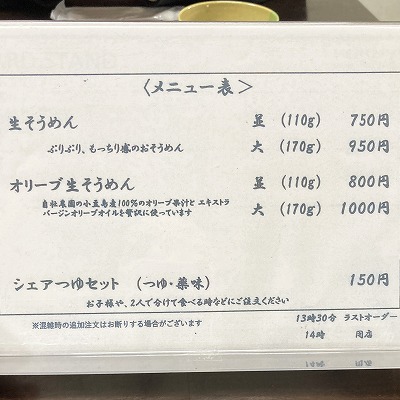 〈メニュー表〉
生そうめん 並 (110g) 750円
ぷりぷり、もっちり感のおそうめん 大 (170g) 950円
オリーブ生そうめん 並 (110g) 800円
自社農園の小豆島産100%のオリーブ果汁と エキストラ
バージンオリーブオイルを贅沢に使っています 大 (170g) 1000円
シェアつゆセット (つゆ・薬味) 150円
お子様や、2人で分けて食べる時などにご注文ください
※混雑時の追加注文はお断りする場合がございます 13時30分 ラストオーダー
14時 閉店